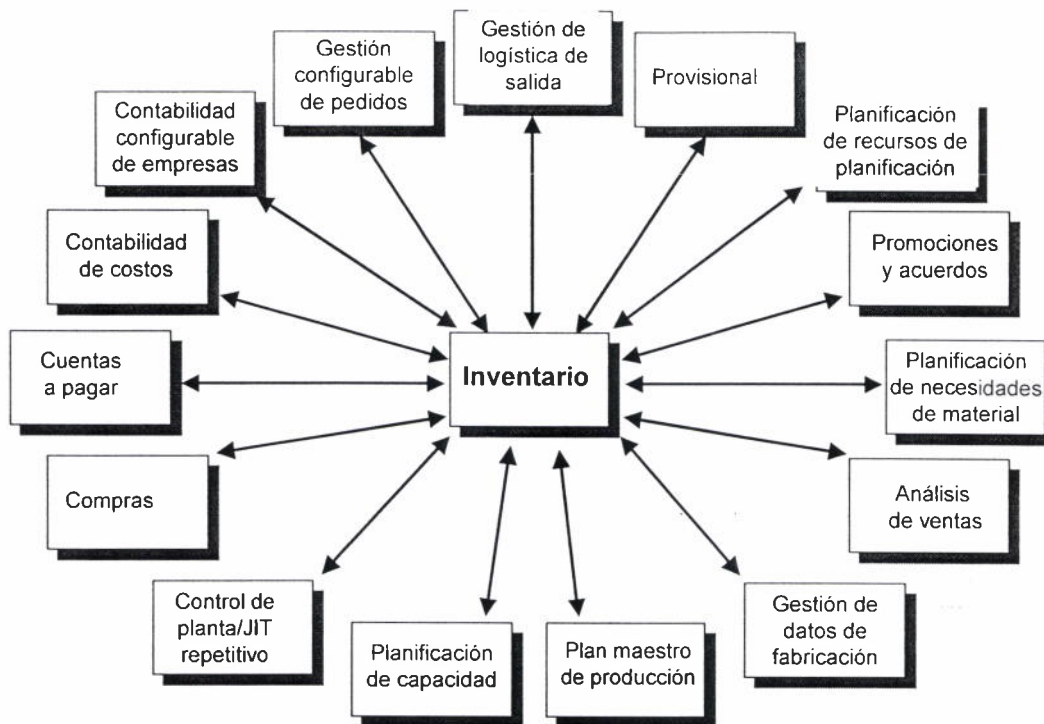 Gestión de
logística de
salida
Gestión
configurable
de pedidos
Provisional
Contabilidad
configurable
de empresas
Planificación
de recursos de
planificación
Contabilidad
de costos
Promociones
y acuerdos
Cuentas
a pagar
Inventario
Planificación
de necesidades
de material
Compras
Análisis
de ventas
Control de
planta/JIT
repetitivo
Planificación
de capacidad
Plan maestro
de producción
Gestión de
datos de
fabricación